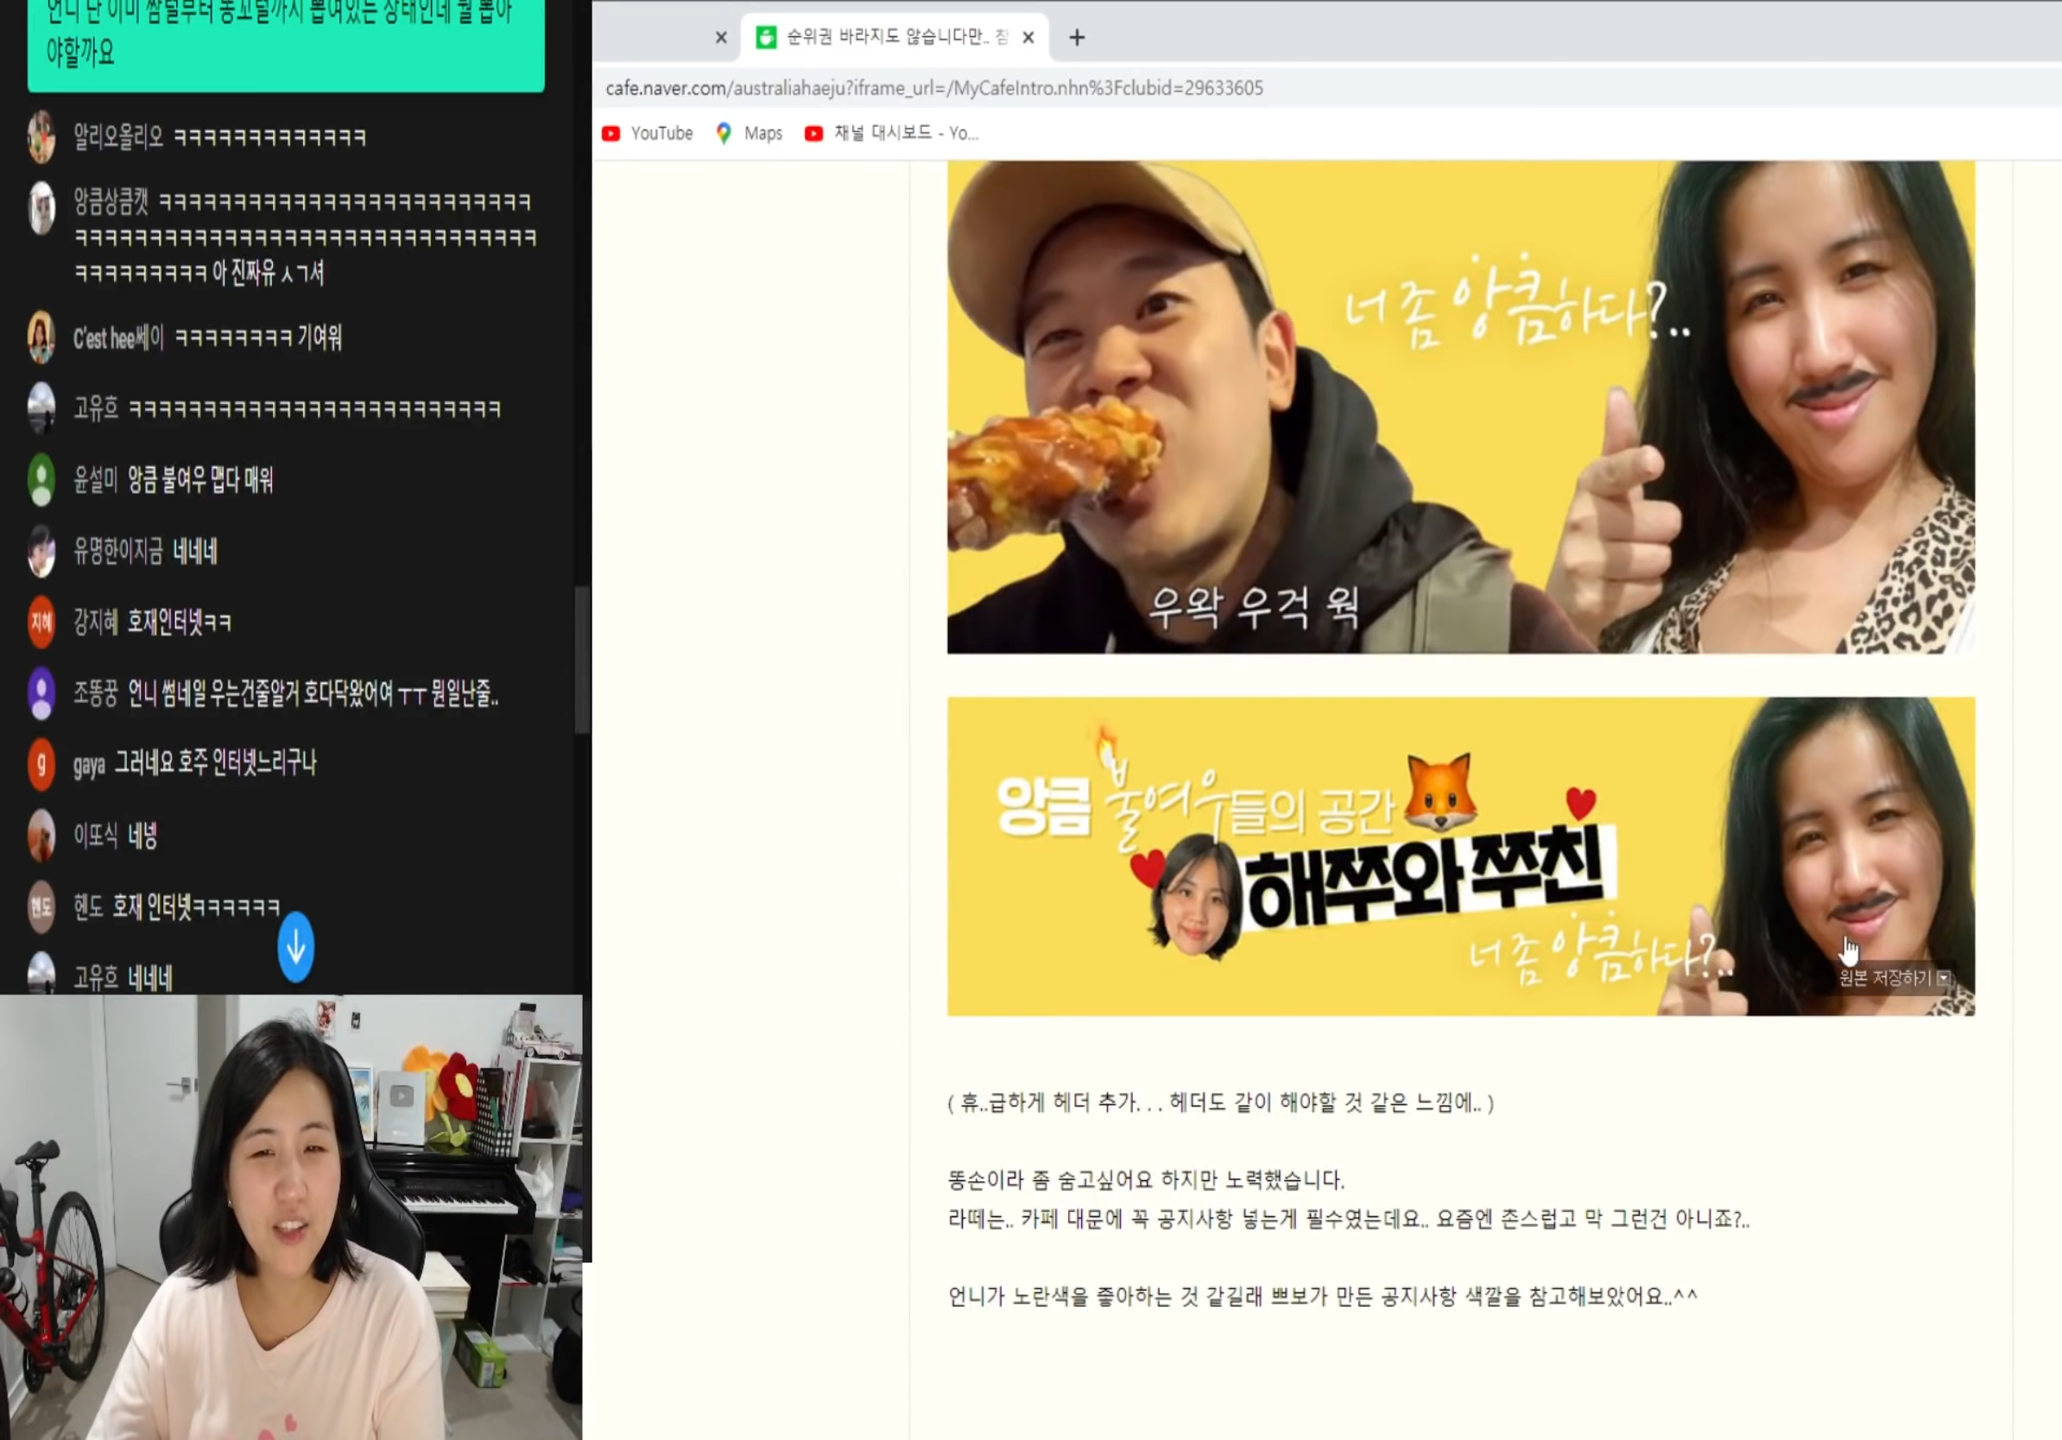 언니 난 이미 쌈털부터 똥꼬털까지 뽑여있는 상태인데 뭘 뽑아
야할까요
알리오올리오 ㅋㅋㅋㅋㅋㅋㅋㅋㅋㅋㅋㅋㅋ
앙큼상큼캣 ㅋㅋㅋㅋㅋㅋㅋㅋㅋㅋㅋㅋㅋㅋㅋㅋㅋㅋㅋㅋㅋㅋㅋㅋㅋ
ㅋㅋㅋㅋㅋㅋㅋㅋㅋㅋㅋㅋㅋㅋㅋㅋㅋㅋㅋㅋㅋㅋㅋㅋㅋㅋㅋㅋㅋㅋㅋ
ㅋㅋㅋㅋㅋㅋㅋㅋㅋ 아 진짜유 ㅅㄱ셔
C'est hee쎄이 ㅋㅋㅋㅋㅋㅋㅋㅋ 기여워
고유흐 ㅋㅋㅋㅋㅋㅋㅋㅋㅋㅋㅋㅋㅋㅋㅋㅋㅋㅋㅋㅋㅋㅋㅋㅋㅋ
윤설미 앙큼 불여우 맵다 매워
유명한이지금 네네네
지혜 강지혜 호재인터넷ㅋㅋ
조똥꿍 언니 썸네일 우는건줄알거 호다닥왔어여 ㅜㅜ 뭔일난줄..
g gaya 그러네요 호주 인터넷느리구나
이또식 네넹
헨도 헨도 호재 인터넷ㅋㅋㅋㅋㅋㅋ
고유흐 네네네
순위권 바라지도 않습니다만.. 참
cafe.naver.com/australiahaeju?iframe_url=/MyCafeIntro.nhn%3Fclubid=29633605
YouTube Maps 채널 대시보드 - Yo...
너 좀 앙큼하다?..
우왁 우걱 웍
앙큼 불여우들의 공간
해쭈와 쭈친
너 좀 앙큼하다?..
원본 저장하기
( 휴..급하게 헤더 추가. . . 헤더도 같이 해야할 것 같은 느낌에.. )
똥손이라 좀 숨고싶어요 하지만 노력했습니다.
라떼는.. 카페 대문에 꼭 공지사항 넣는게 필수였는데요.. 요즘엔 존스럽고 막 그런건 아니죠?..
언니가 노란색을 좋아하는 것 같길래 쁘보가 만든 공지사항 색깔을 참고해보았어요..^^